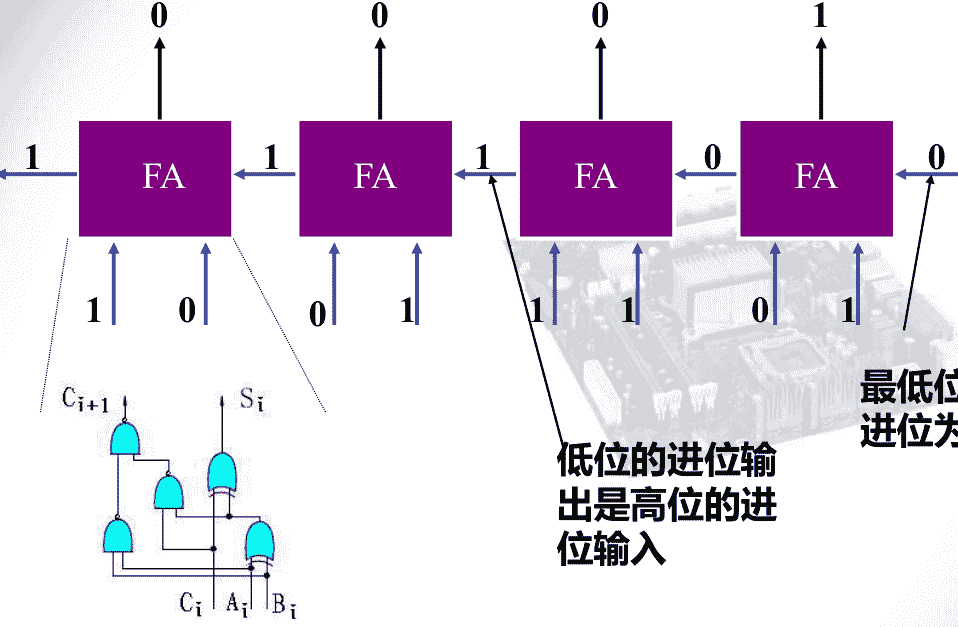 0 0 0 1
1 FA 1 FA 1 FA 0 FA 0
1 0 0 1 1 1 0 1
最低位
进位为
低位的进位输
出是高位的进
位输入
Ci+1 Si
Ci Ai Bi